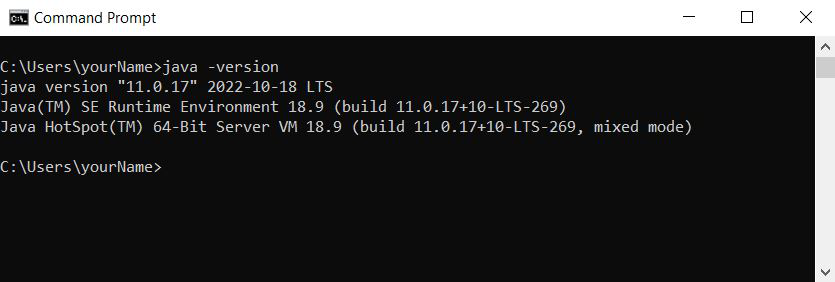 Command Prompt
C:\Users\yourName>java -version
java version "11.0.17" 2022-10-18 LTS
Java(TM) SE Runtime Environment 18.9 (build 11.0.17+10-LTS-269)
Java HotSpot(TM) 64-Bit Server VM 18.9 (build 11.0.17+10-LTS-269, mixed mode)
C:\Users\yourName>